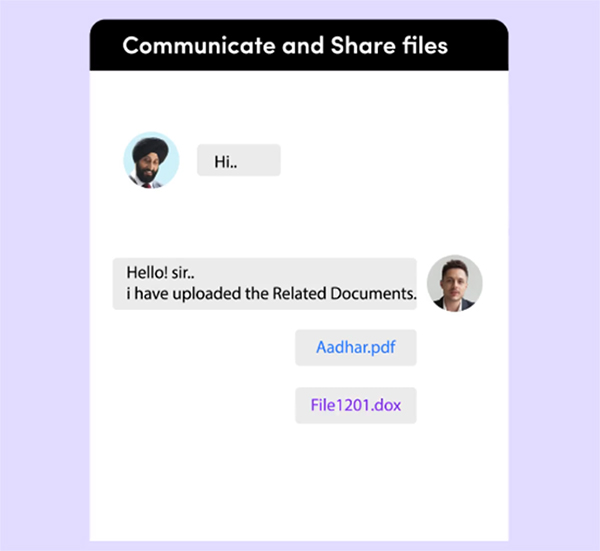 Communicate and Share files
Hi..
Hello! sir..
i have uploaded the Related Documents.
Aadhar.pdf
File1201.dox